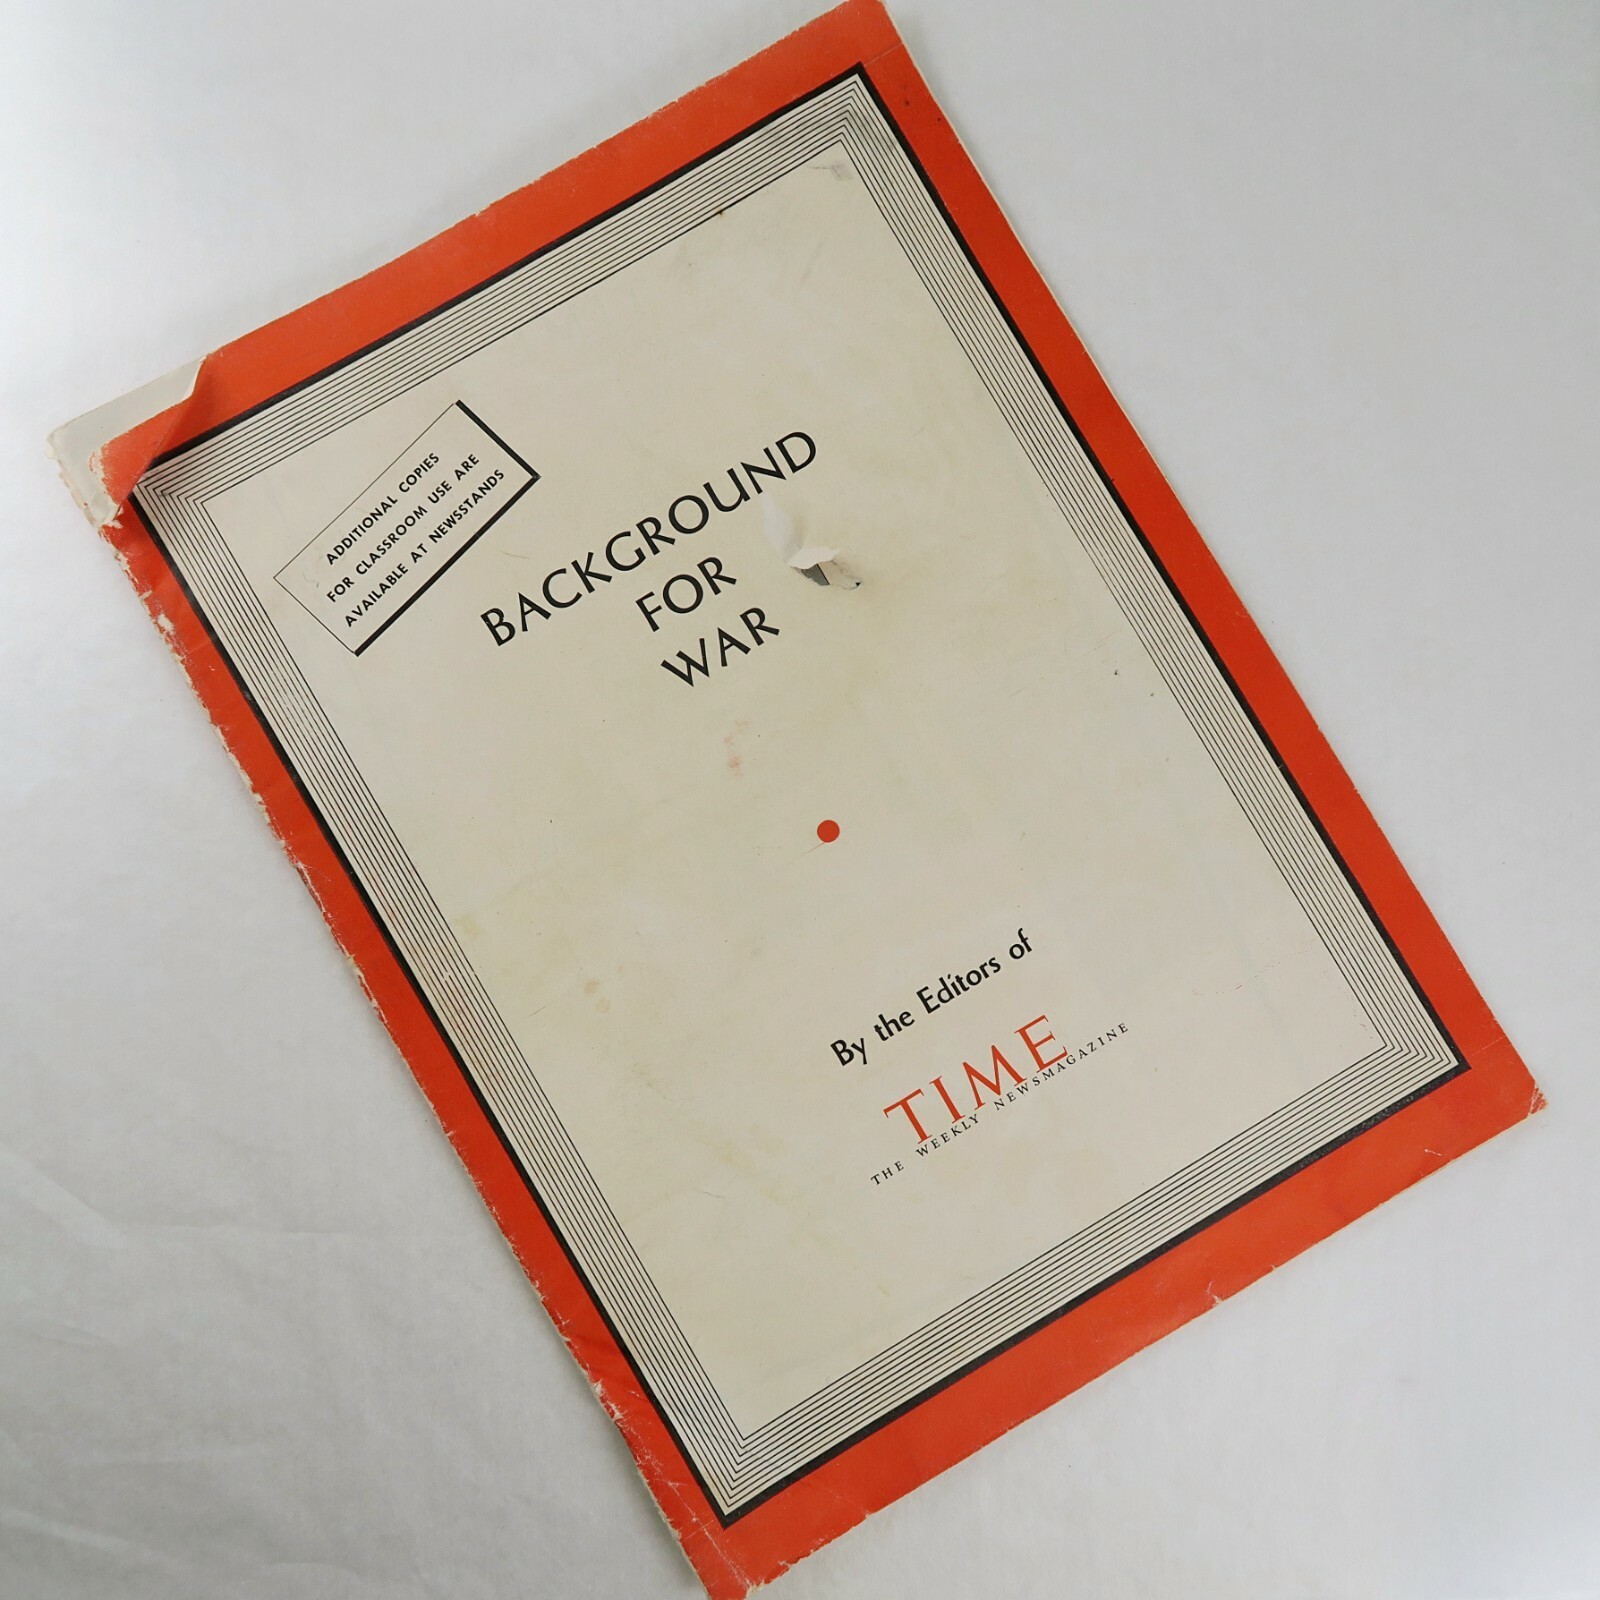 ADDITIONAL COPIES
FOR CLASSROOM USE ARE
AVAILABLE AT NEWSSTANDS
BACKGROUND
FOR
WAR
By the Editors of
TIME
THE WEEKLY NEWSMAGAZINE